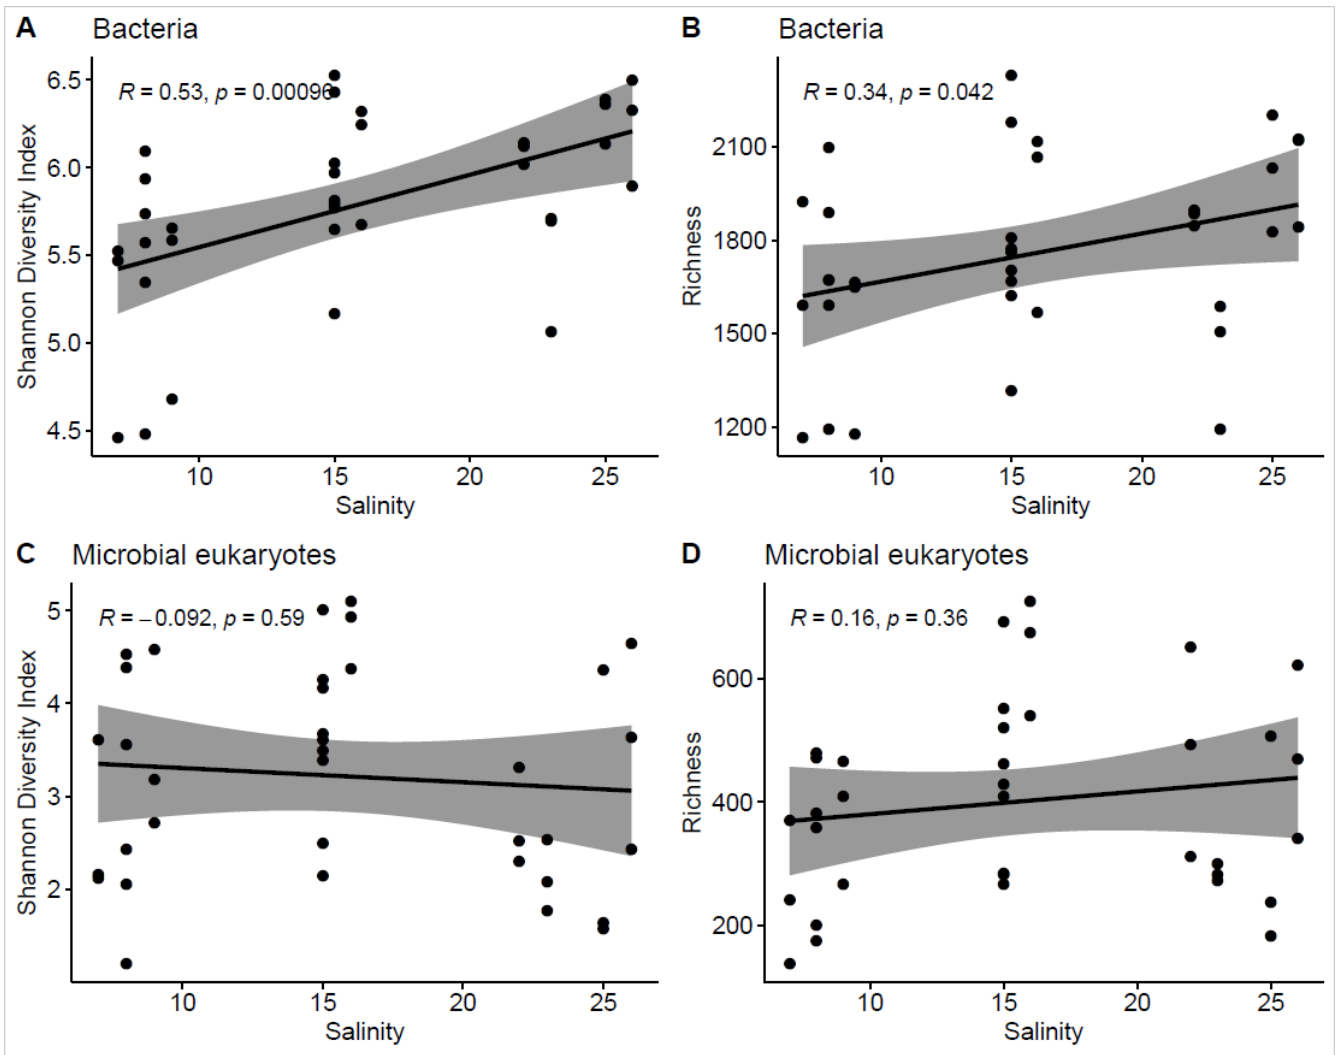 A Bacteria
R = 0.53, p = 0.00096
Shannon Diversity Index
6.5
6.0
5.5
5.0
4.5
10 15 20 25
Salinity
B Bacteria
R = 0.34, p = 0.042
Richness
2100
1800
1500
1200
10 15 20 25
Salinity
C Microbial eukaryotes
R = −0.092, p = 0.59
Shannon Diversity Index
5
4
3
2
10 15 20 25
Salinity
D Microbial eukaryotes
R = 0.16, p = 0.36
Richness
600
400
200
10 15 20 25
Salinity